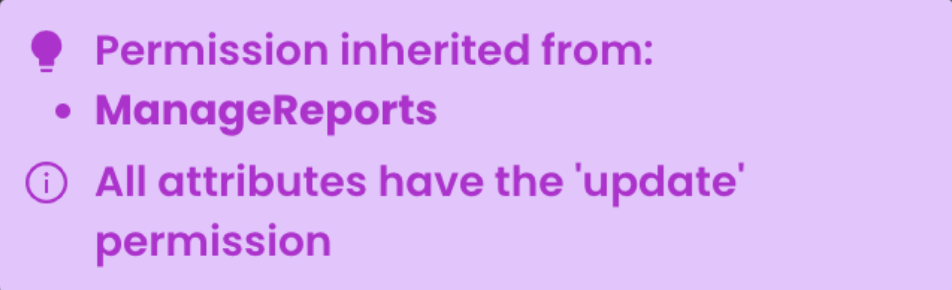 Permission inherited from:
• ManageReports
All attributes have the 'update'
permission